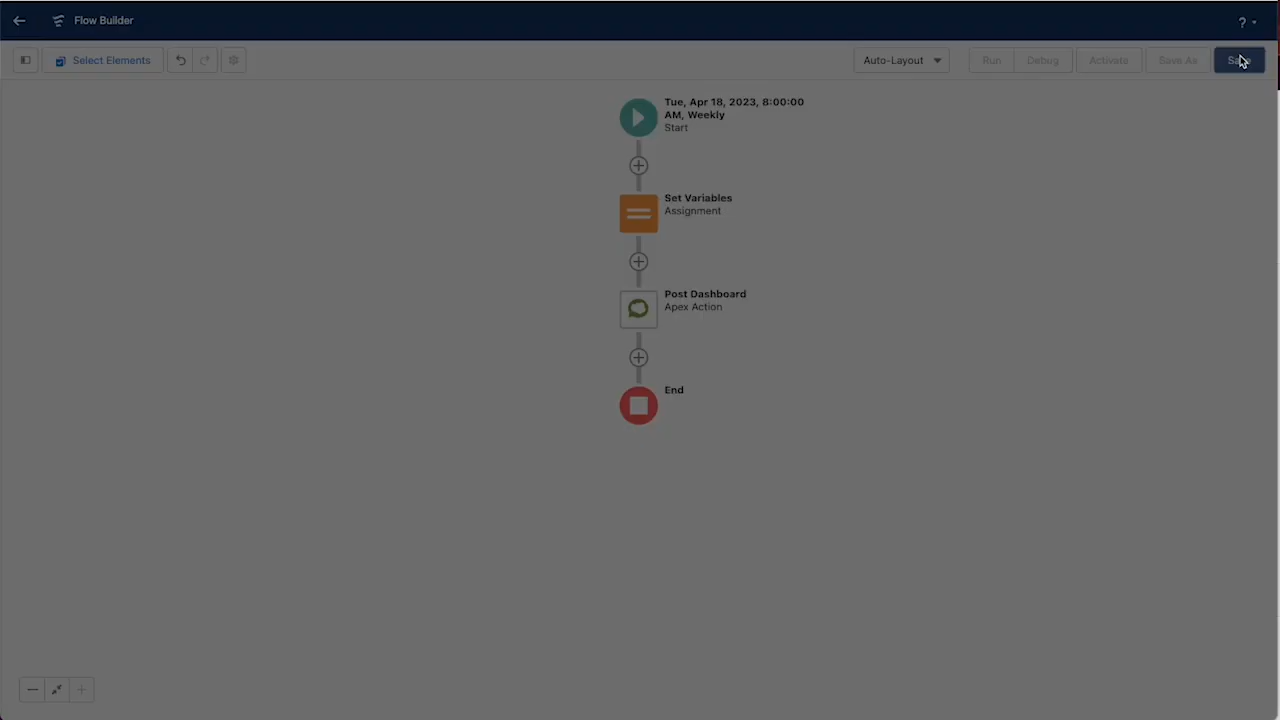 Flow Builder
?
Select Elements
Auto-Layout
Run
Debug
Activate
Save As
Tue, Apr 18, 2023, 8:00:00
AM, Weekly
Start
Set Variables
Assignment
Post Dashboard
Apex Action
End